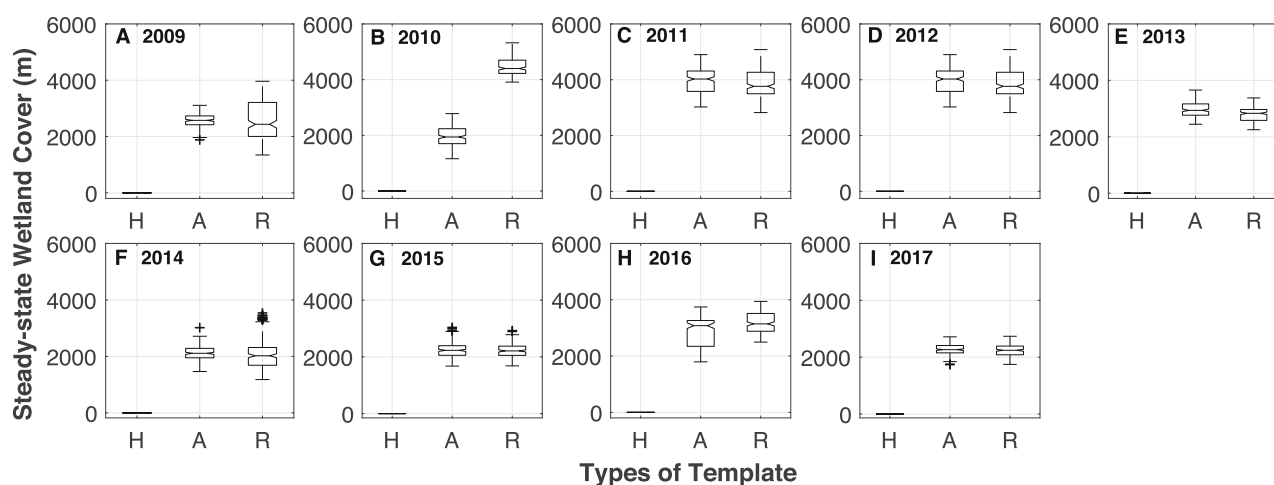 Steady-state Wetland Cover (m)
A 2009
6000
4000
2000
0
H A R
B 2010
6000
4000
2000
0
H A R
C 2011
6000
4000
2000
0
H A R
D 2012
6000
4000
2000
0
H A R
E 2013
6000
4000
2000
0
H A R
F 2014
6000
4000
2000
0
H A R
G 2015
6000
4000
2000
0
H A R
H 2016
6000
4000
2000
0
H A R
I 2017
6000
4000
2000
0
H A R
Types of Template